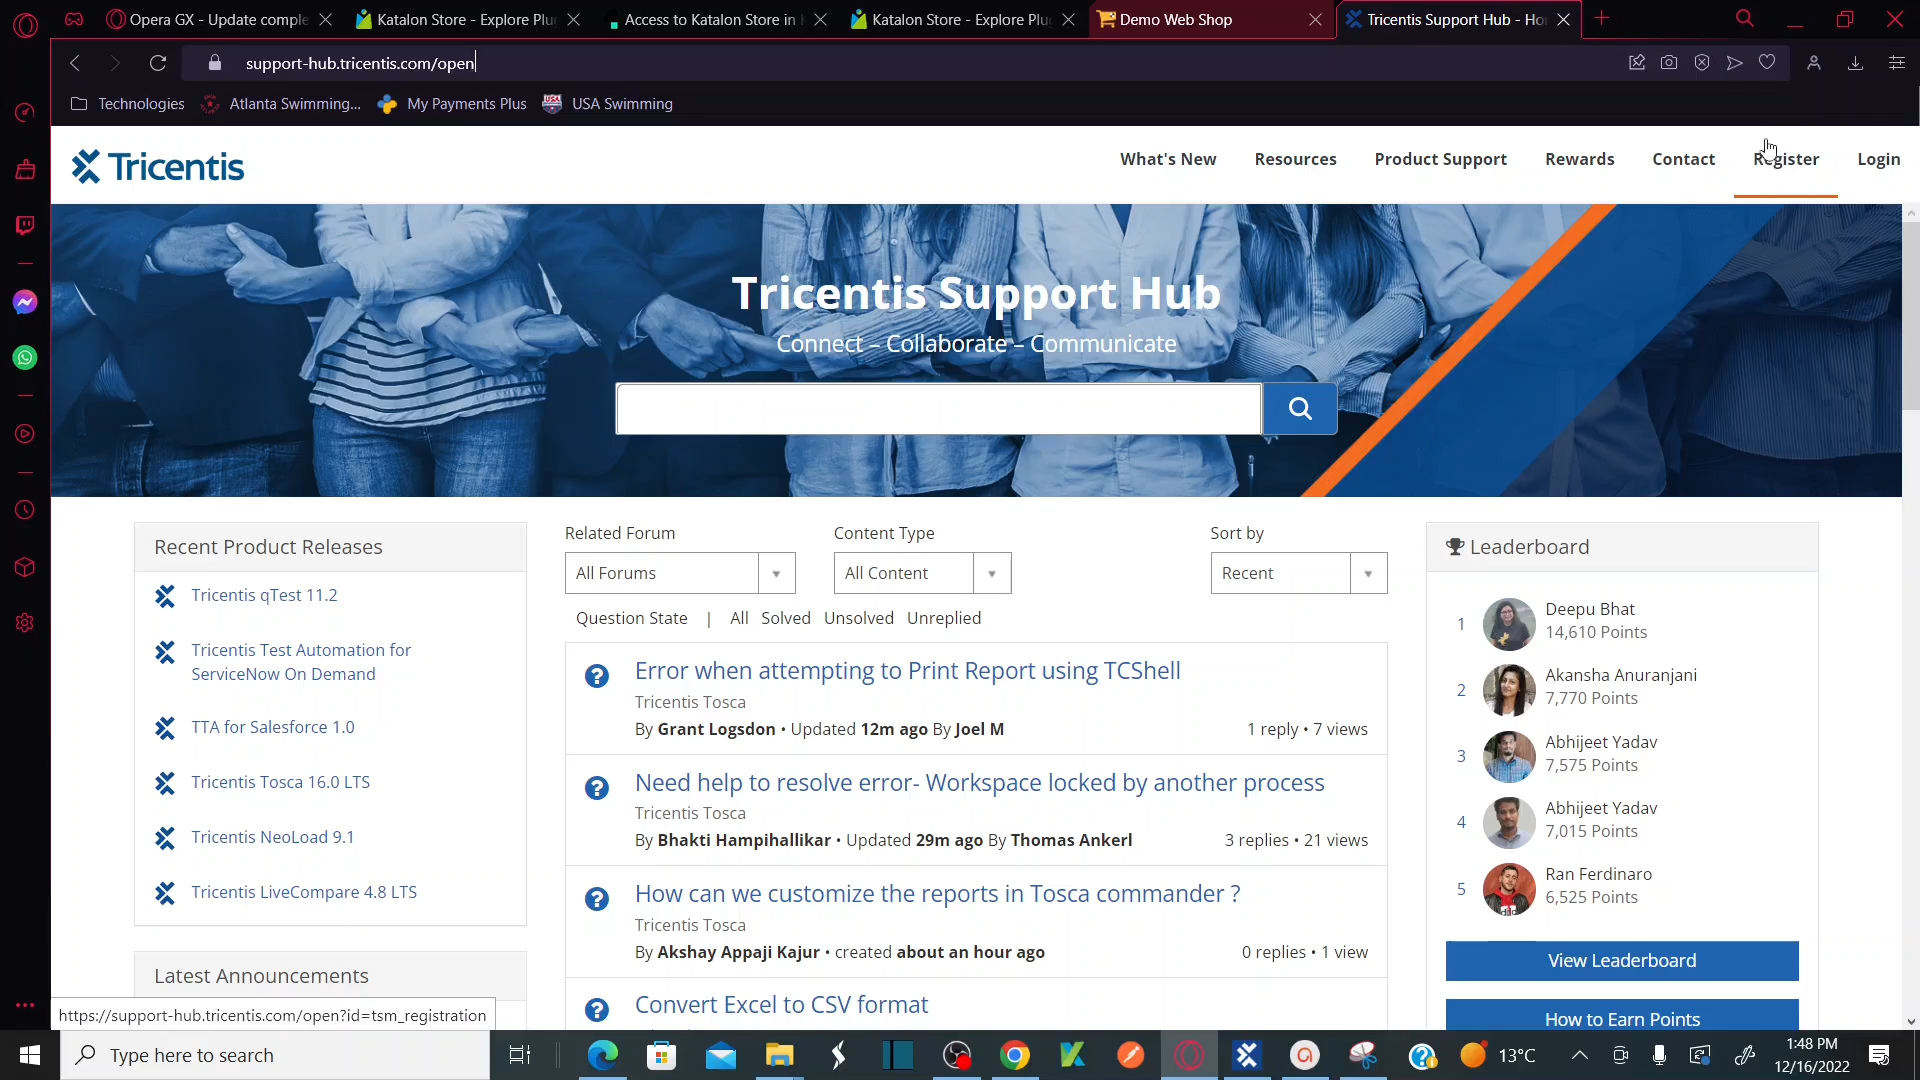 Opera GX - Update comple
Katalon Store - Explore Plu
Access to Katalon Store in
Katalon Store - Explore Plu
Demo Web Shop
Tricentis Support Hub - Ho
support-hub.tricentis.com/open
Technologies
Atlanta Swimming...
My Payments Plus
USA Swimming
Tricentis
What's New
Resources
Product Support
Rewards
Contact
Register
Login
Tricentis Support Hub
Connect – Collaborate – Communicate
Recent Product Releases
Tricentis qTest 11.2
Tricentis Test Automation for
ServiceNow On Demand
TTA for Salesforce 1.0
Tricentis Tosca 16.0 LTS
Tricentis NeoLoad 9.1
Tricentis LiveCompare 4.8 LTS
Latest Announcements
Related Forum
All Forums
Content Type
All Content
Sort by
Recent
Question State | All Solved Unsolved Unreplied
Error when attempting to Print Report using TCShell
Tricentis Tosca
By Grant Logsdon • Updated 12m ago By Joel M
1 reply • 7 views
Need help to resolve error- Workspace locked by another process
Tricentis Tosca
By Bhakti Hampihallikar • Updated 29m ago By Thomas Ankerl
3 replies • 21 views
How can we customize the reports in Tosca commander ?
Tricentis Tosca
By Akshay Appaji Kajur • created about an hour ago
0 replies • 1 view
Convert Excel to CSV format
Leaderboard
1
Deepu Bhat
14,610 Points
2
Akansha Anuranjani
7,770 Points
3
Abhijeet Yadav
7,575 Points
4
Abhijeet Yadav
7,015 Points
5
Ran Ferdinaro
6,525 Points
View Leaderboard
How to Earn Points
https://support-hub.tricentis.com/open?id=tsm_registration
Type here to search
13°C
1:48 PM
12/16/2022